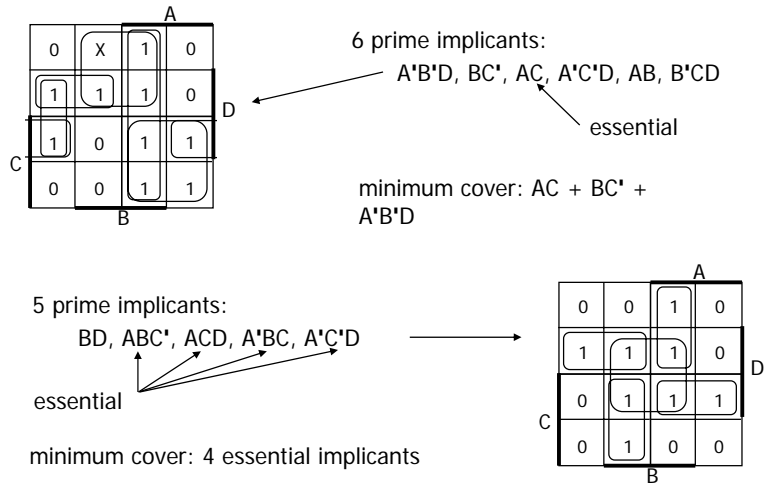 A
0 X 1 0
1 1 1 0
D
1 0 1 1
C
0 0 1 1
B
6 prime implicants:
A'B'D, BC', AC, A'C'D, AB, B'CD
essential
minimum cover: AC + BC' +
A'B'D
5 prime implicants:
BD, ABC', ACD, A'BC, A'C'D
essential
minimum cover: 4 essential implicants
A
0 0 1 0
1 1 1 0
D
0 1 1 1
C
0 1 0 0
B